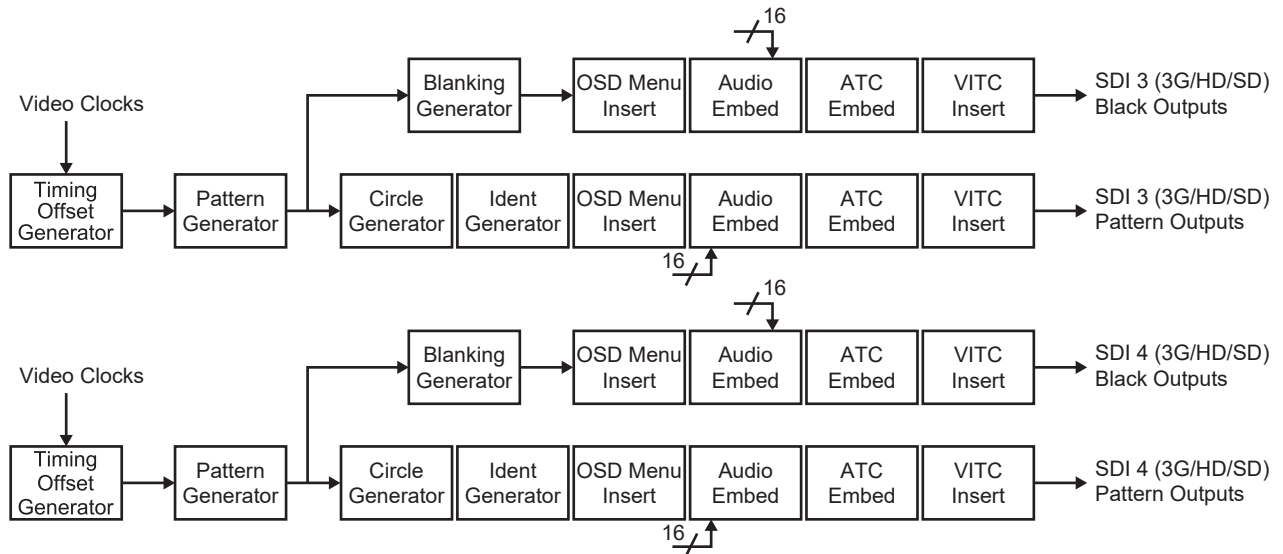 16
Blanking
Generator
OSD Menu
Insert
Audio
Embed
ATC
Embed
VITC
Insert
SDI 3 (3G/HD/SD)
Black Outputs
Video Clocks
Timing
Offset
Generator
Pattern
Generator
Circle
Generator
Ident
Generator
OSD Menu
Insert
Audio
Embed
ATC
Embed
VITC
Insert
SDI 3 (3G/HD/SD)
Pattern Outputs
16
16
Blanking
Generator
OSD Menu
Insert
Audio
Embed
ATC
Embed
VITC
Insert
SDI 4 (3G/HD/SD)
Black Outputs
Video Clocks
Timing
Offset
Generator
Pattern
Generator
Circle
Generator
Ident
Generator
OSD Menu
Insert
Audio
Embed
ATC
Embed
VITC
Insert
SDI 4 (3G/HD/SD)
Pattern Outputs
16